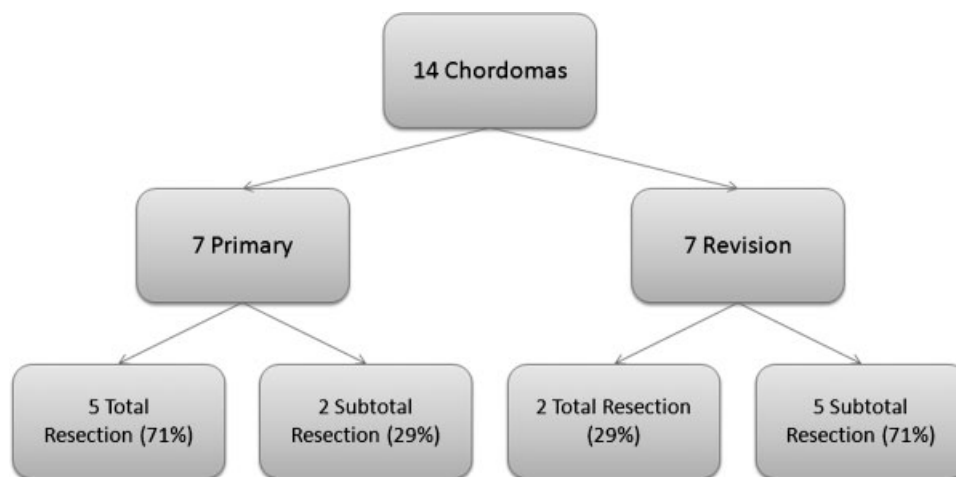 14 Chordomas
7 Primary
7 Revision
5 Total
Resection (71%)
2 Subtotal
Resection (29%)
2 Total Resection
(29%)
5 Subtotal
Resection (71%)